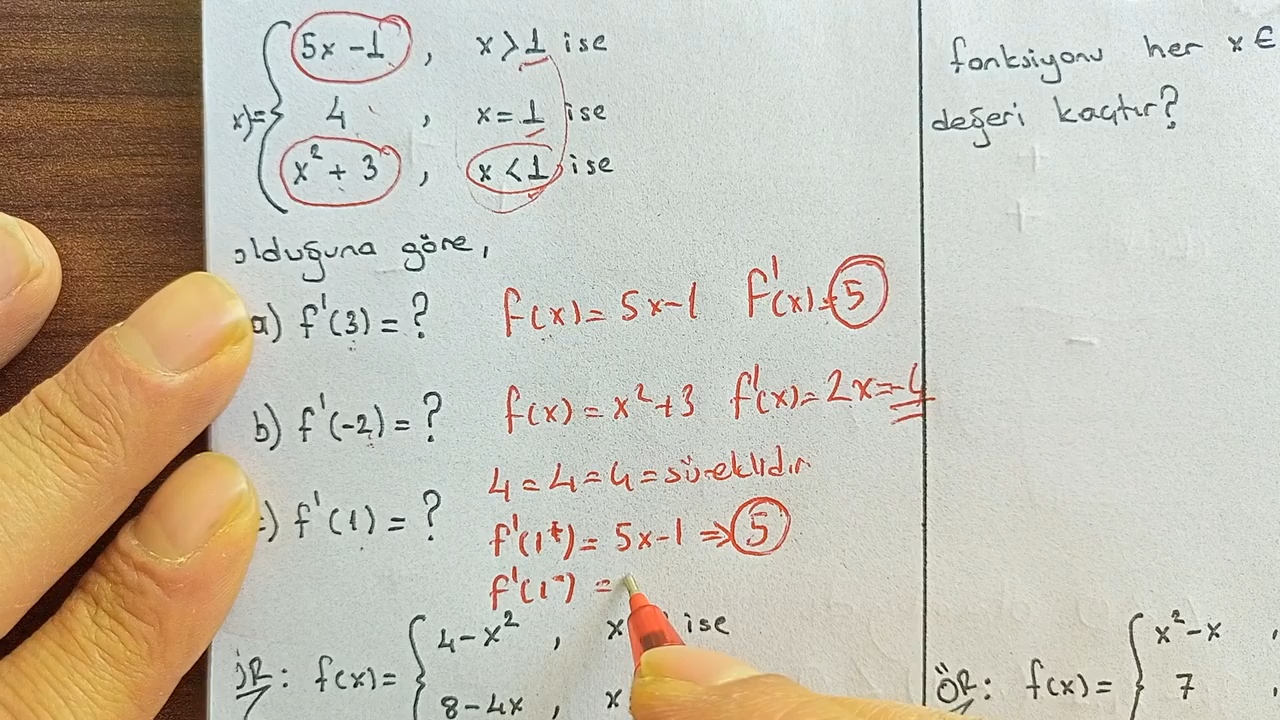 5x-1 , x>1 ise
x)= 4 , x=1 ise
x²+3 , x<1 ise
olduğuna göre,
a) f'(3)=? f(x)=5x-1 f'(x)=5
b) f'(-2)=? f(x)=x²+3 f'(x)=2x=-4
4=4=4=süreklidir
) f'(1)=? f'(1⁺)=5x-1⇒5
f'(1⁻)=
ÖR: f(x)= 4-x² , x ise
8-4x , x
fonksiyonu her x∈
değeri kaçtır?
ÖR: f(x)= x²-x ,
7 ,